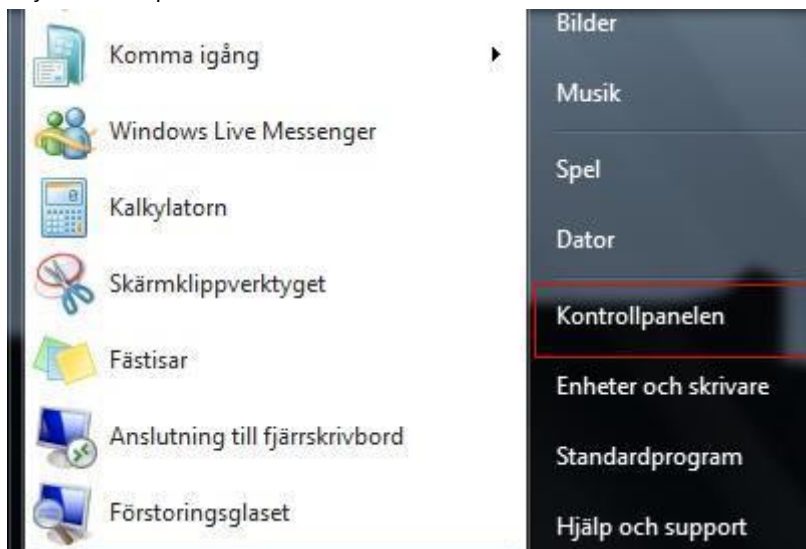 Komma igång
Windows Live Messenger
Kalkylatorn
Skärmklippverktyget
Fästisar
Anslutning till fjärrskrivbord
Förstoringsglaset
Bilder
Musik
Spel
Dator
Kontrollpanelen
Enheter och skrivare
Standardprogram
Hjälp och support